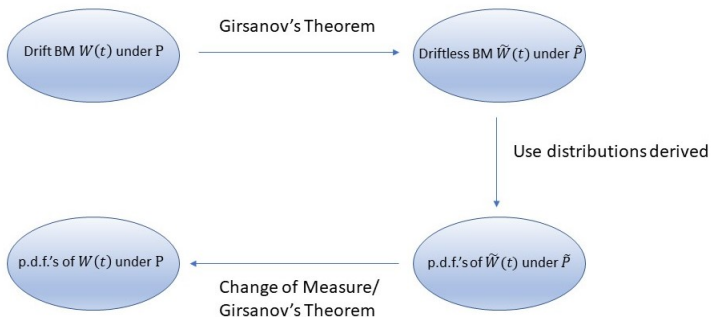 Girsanov's Theorem
Drift BM W(t) under P
Driftless BM W̃(t) under P̃
Use distributions derived
p.d.f.'s of W(t) under P
p.d.f.'s of W̃(t) under P̃
Change of Measure/
Girsanov's Theorem